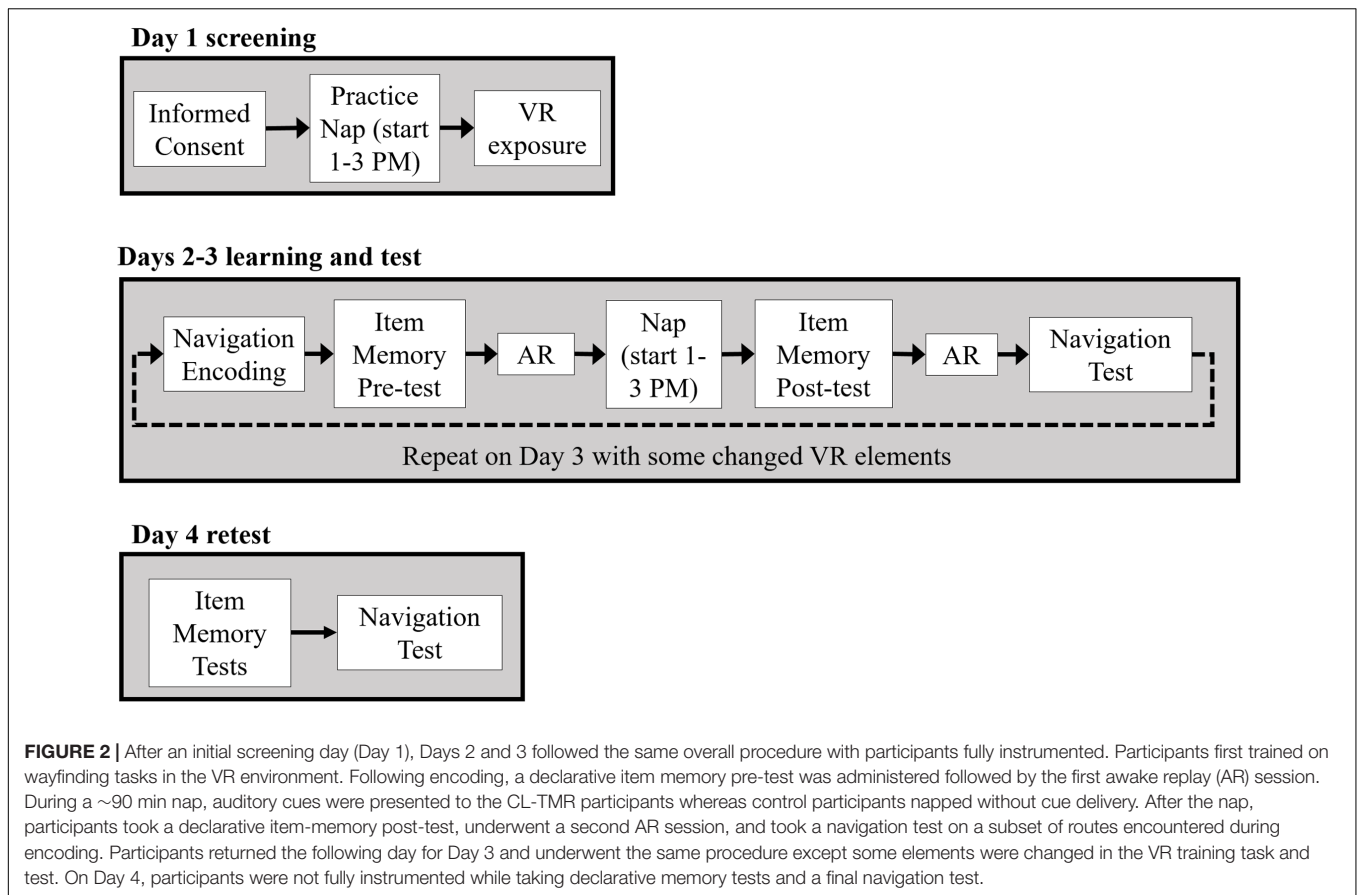 Day 1 screening
Informed
Consent
Practice
Nap (start
1-3 PM)
VR
exposure
Days 2-3 learning and test
Navigation
Encoding
Item
Memory
Pre-test
AR
Nap
(start 1-
3 PM)
Item
Memory
Post-test
AR
Navigation
Test
Repeat on Day 3 with some changed VR elements
Day 4 retest
Item
Memory
Tests
Navigation
Test
FIGURE 2 | After an initial screening day (Day 1), Days 2 and 3 followed the same overall procedure with participants fully instrumented. Participants first trained on
wayfinding tasks in the VR environment. Following encoding, a declarative item memory pre-test was administered followed by the first awake replay (AR) session.
During a ∼90 min nap, auditory cues were presented to the CL-TMR participants whereas control participants napped without cue delivery. After the nap,
participants took a declarative item-memory post-test, underwent a second AR session, and took a navigation test on a subset of routes encountered during
encoding. Participants returned the following day for Day 3 and underwent the same procedure except some elements were changed in the VR training task and
test. On Day 4, participants were not fully instrumented while taking declarative memory tests and a final navigation test.